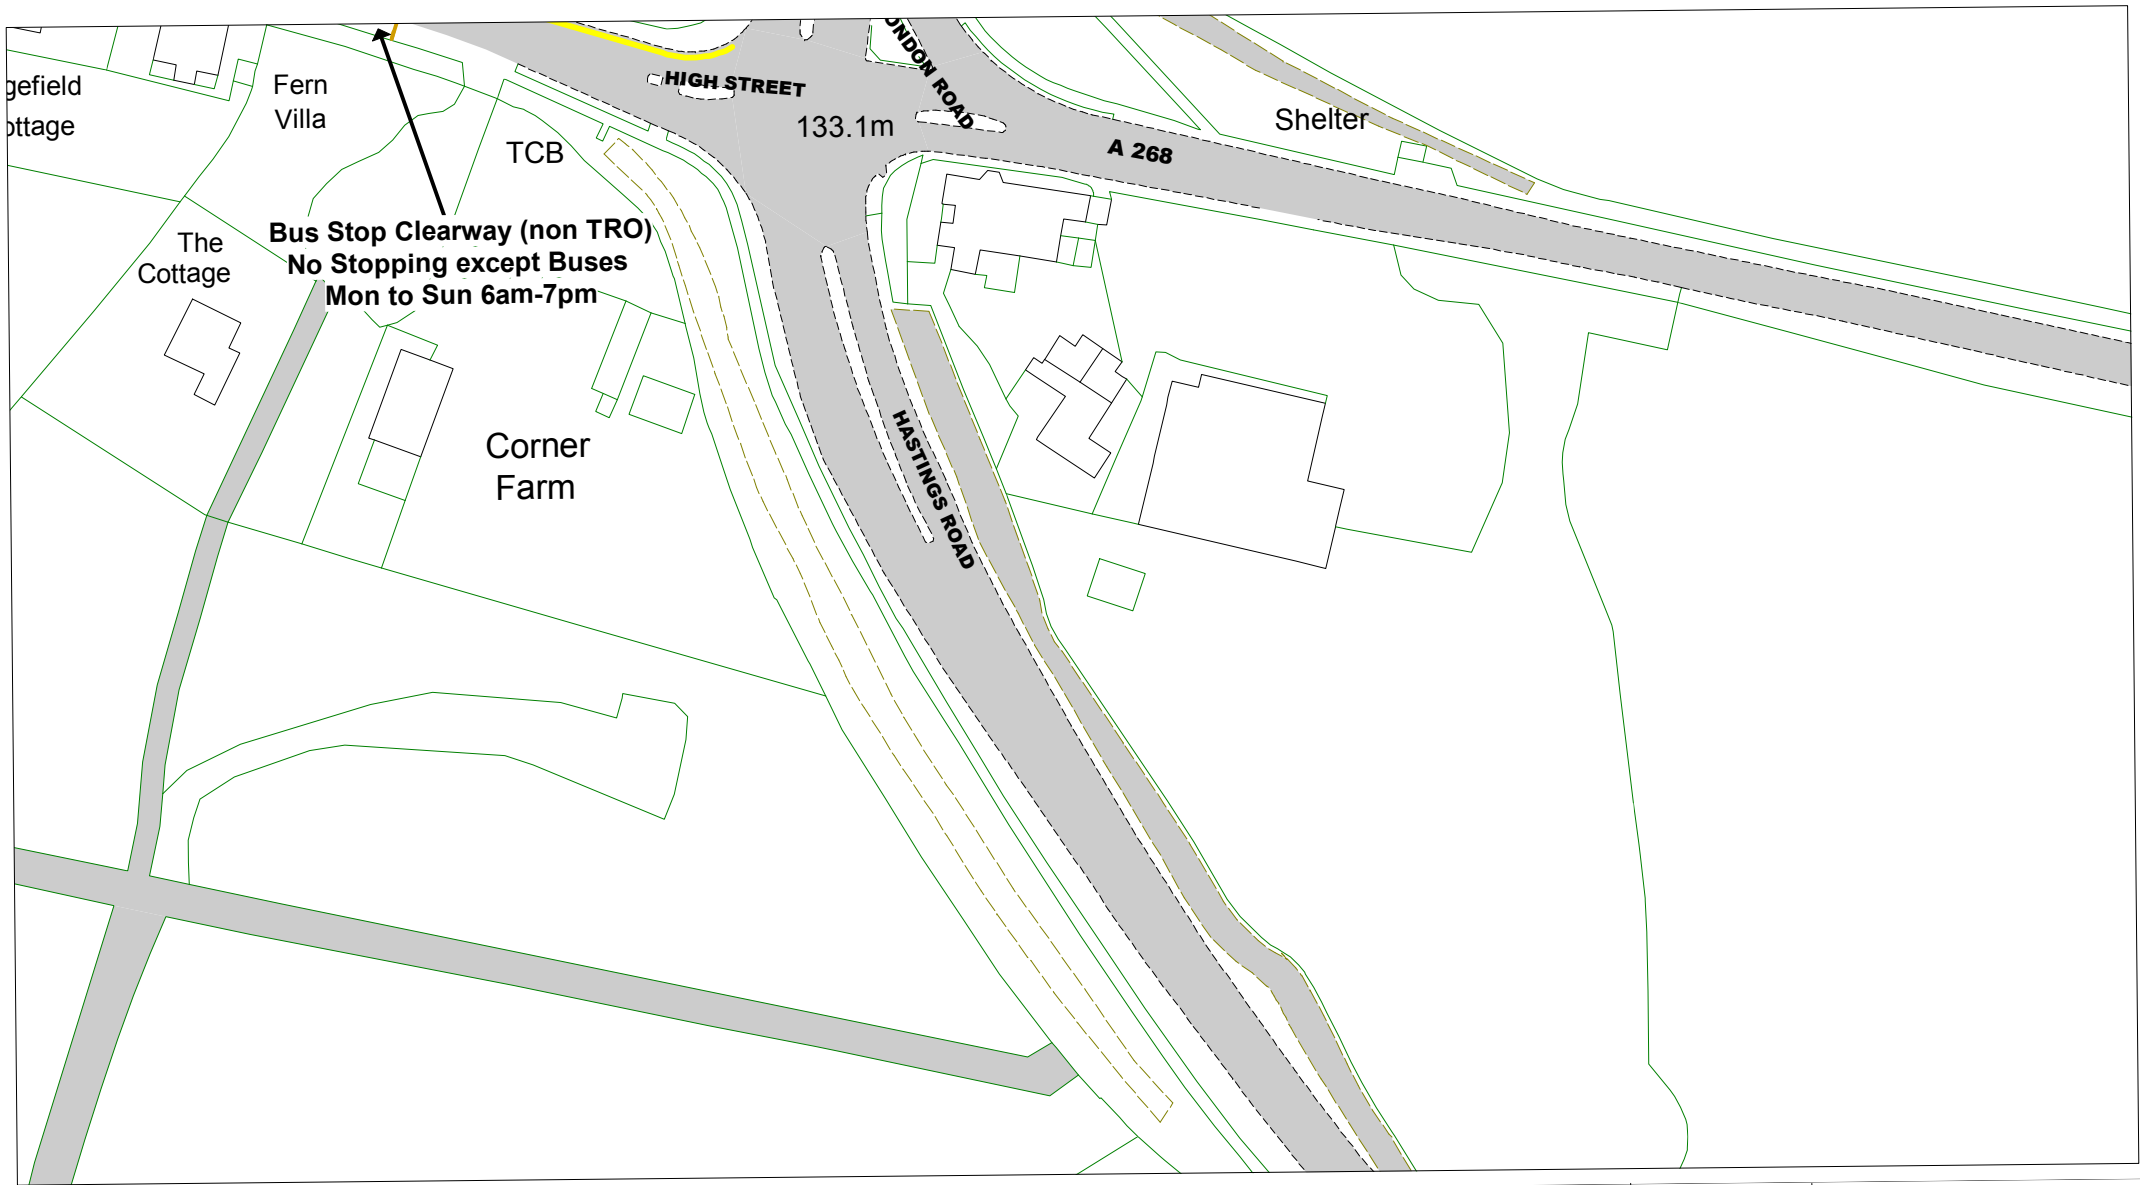 gefield
ottage
Fern
Villa
TCB
HIGH STREET
ONDON ROAD
133.1m
A 268
Shelter
Bus Stop Clearway (non TRO)
No Stopping except Buses
Mon to Sun 6am-7pm
The
Cottage
Corner
Farm
HASTINGS ROAD